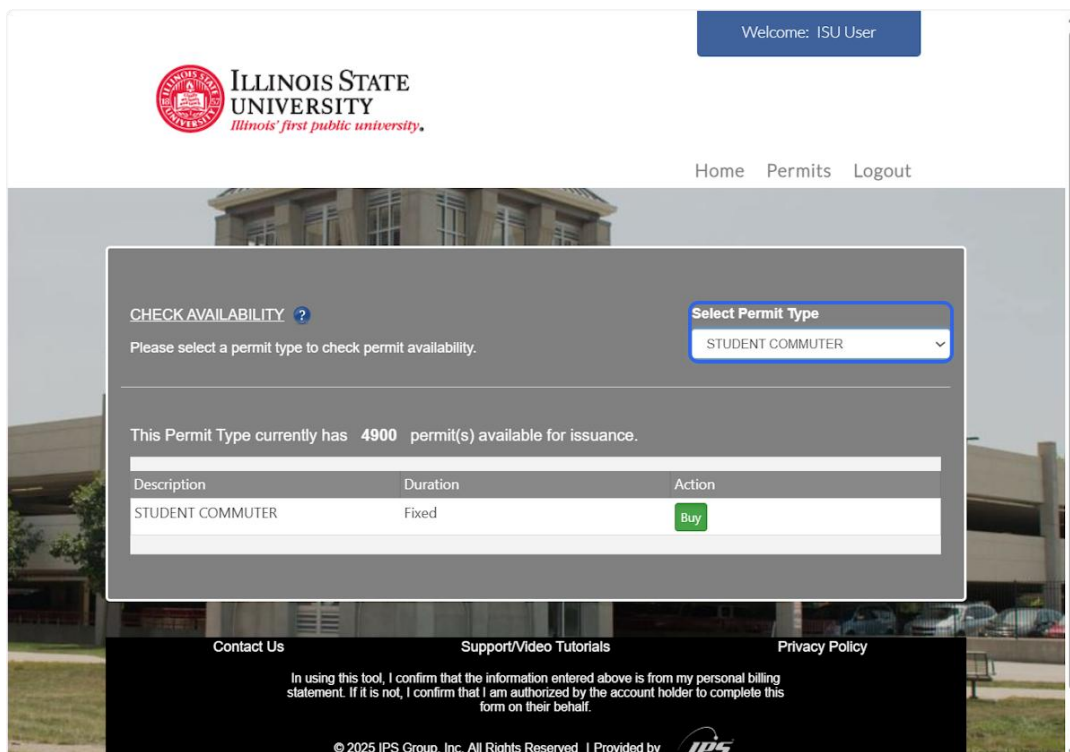 Welcome: ISU User
ILLINOIS STATE
UNIVERSITY
Illinois' first public university.
Home Permits Logout
CHECK AVAILABILITY ?
Select Permit Type
Please select a permit type to check permit availability.
STUDENT COMMUTER
This Permit Type currently has 4900 permit(s) available for issuance.
Description Duration Action
STUDENT COMMUTER Fixed Buy
Contact Us Support/Video Tutorials Privacy Policy
In using this tool, I confirm that the information entered above is from my personal billing
statement. If it is not, I confirm that I am authorized by the account holder to complete this
form on their behalf.
© 2025 IPS Group, Inc. All Rights Reserved. | Provided by IPS